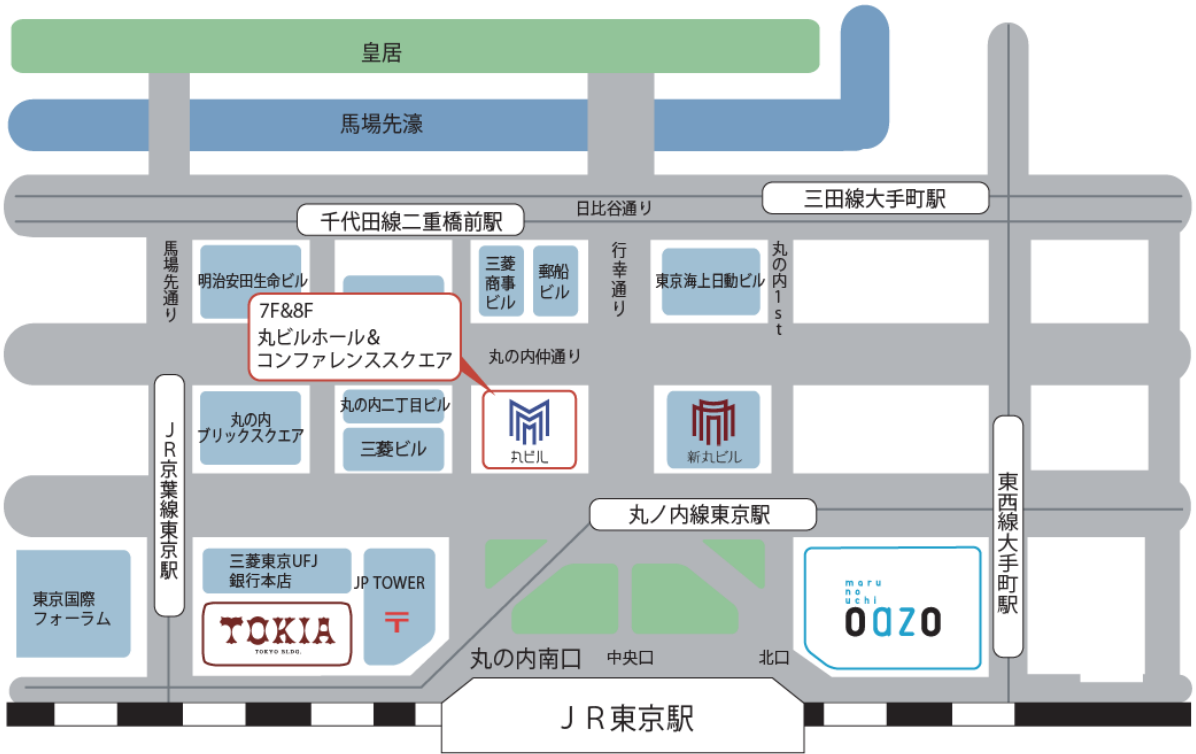 皇居
馬場先濠
三田線大手町駅
日比谷通り
千代田線二重橋前駅
馬場先通り
明治安田生命ビル
三菱
商事
ビル
郵船
ビル
行幸通り
東京海上日動ビル
丸の内1st
7F&8F
丸ビルホール&
コンファレンススクエア
丸の内仲通り
JR京葉線東京駅
丸の内
ブリックスクエア
丸の内二丁目ビル
三菱ビル
丸ビル
新丸ビル
丸ノ内線東京駅
東西線大手町駅
東京国際
フォーラム
三菱東京UFJ
銀行本店
TOKIA
TOKYO BLDG.
JP TOWER
〒
maru
no
uchi
oazo
丸の内南口
中央口
北口
JR東京駅